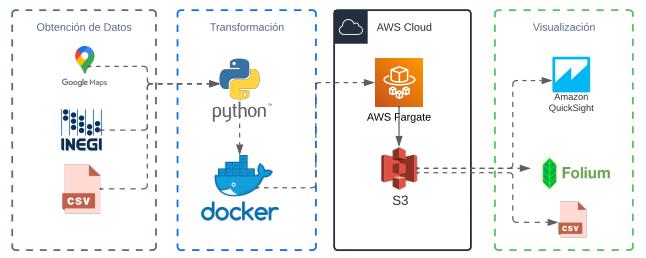 Obtención de Datos
Google Maps
INEGI
CSV
Transformación
python™
docker
AWS Cloud
AWS Fargate
S3
Visualización
Amazon
QuickSight
Folium
CSV